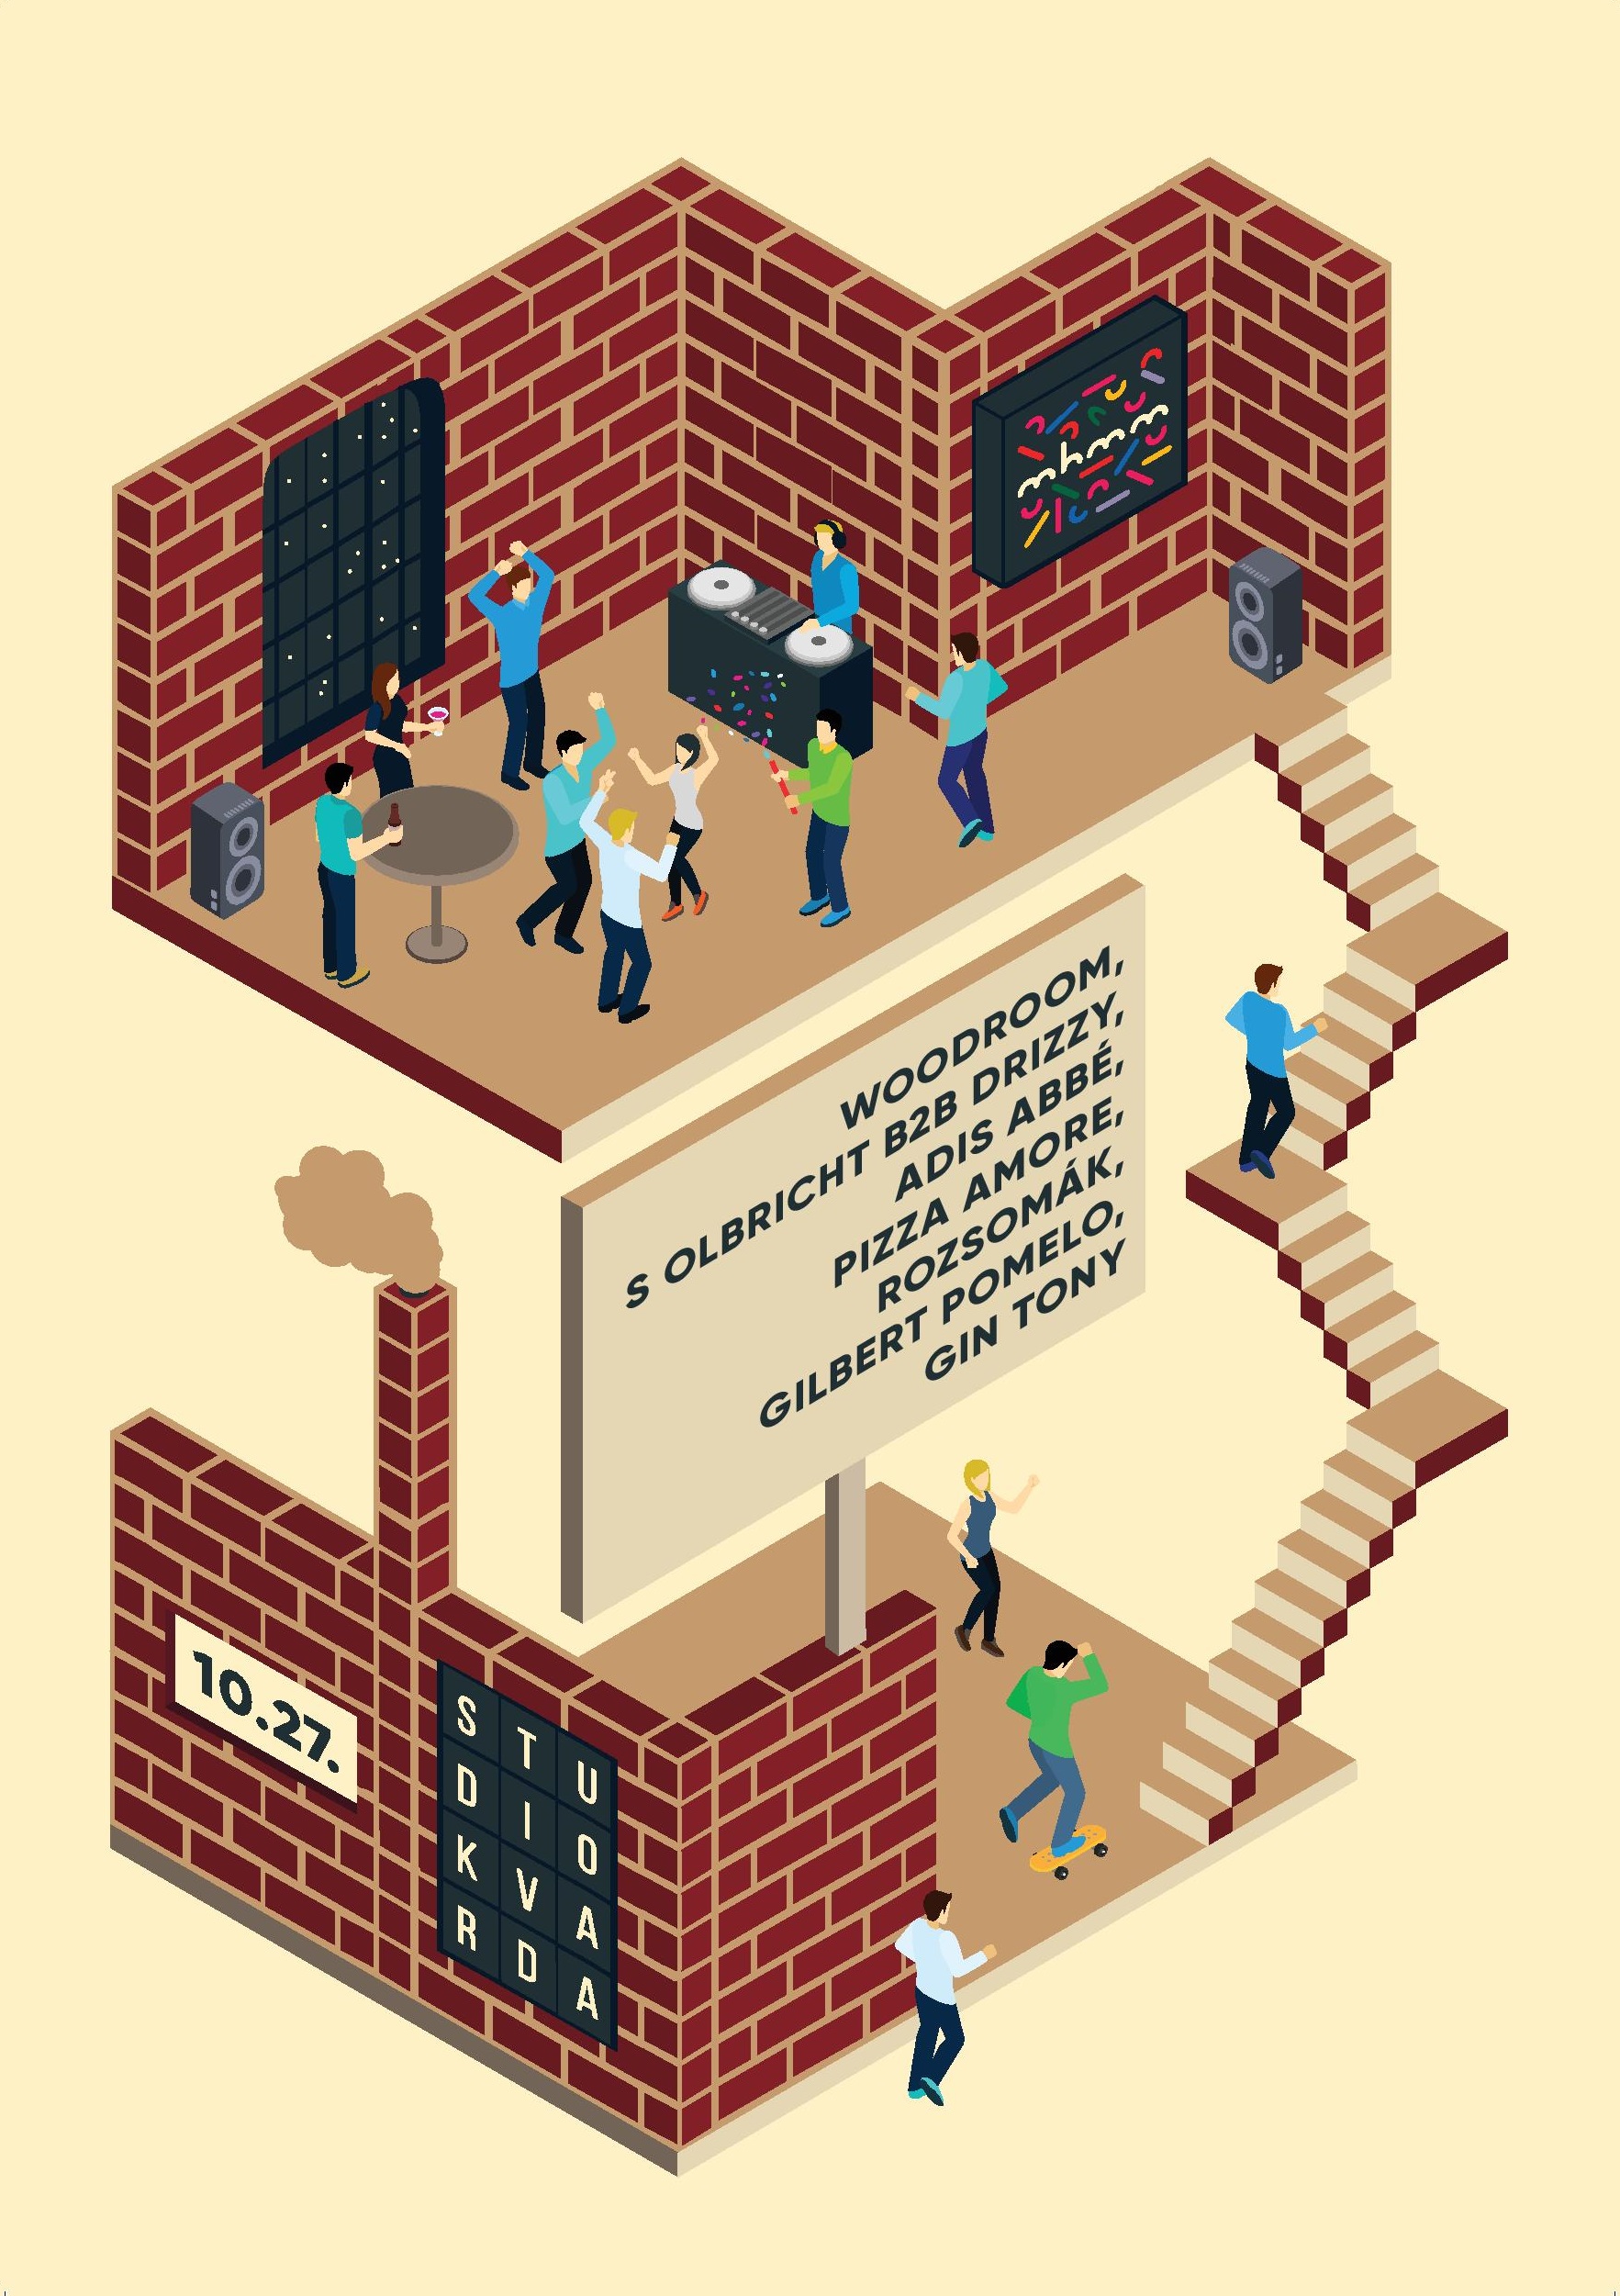 mhmm
WOODROOM,
S OLBRICHT B2B DRIZZY,
ADIS ABBÉ,
PIZZA AMORE,
ROZSOMÁK,
GILBERT POMELO,
GIN TONY
10.27.
STU
DIO
KVA
RDA